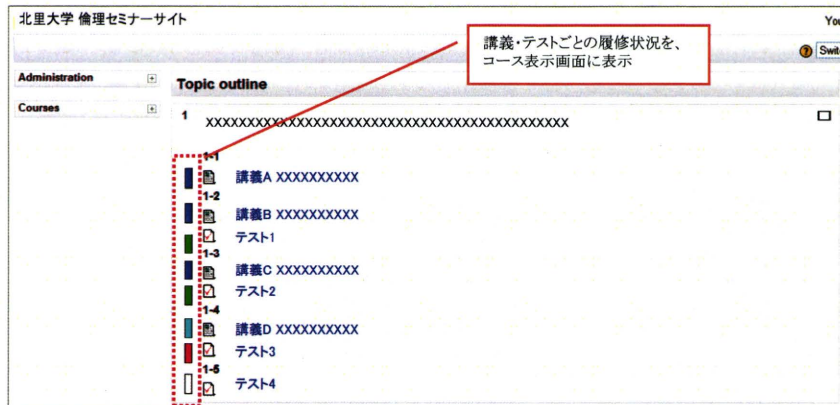 北里大学 倫理セミナーサイト
You
講義・テストごとの履修状況を、
コース表示画面に表示
Swit
Administration
Topic outline
Courses
1
XXXXXXXXXXXXXXXXXXXXXXXXXXXXXXXXXXXXXXXXXXXX
1-1
講義A XXXXXXXXXX
1-2
講義B XXXXXXXXXX
テスト1
1-3
講義C XXXXXXXXXX
テスト2
1-4
講義D XXXXXXXXXX
テスト3
1-5
テスト4